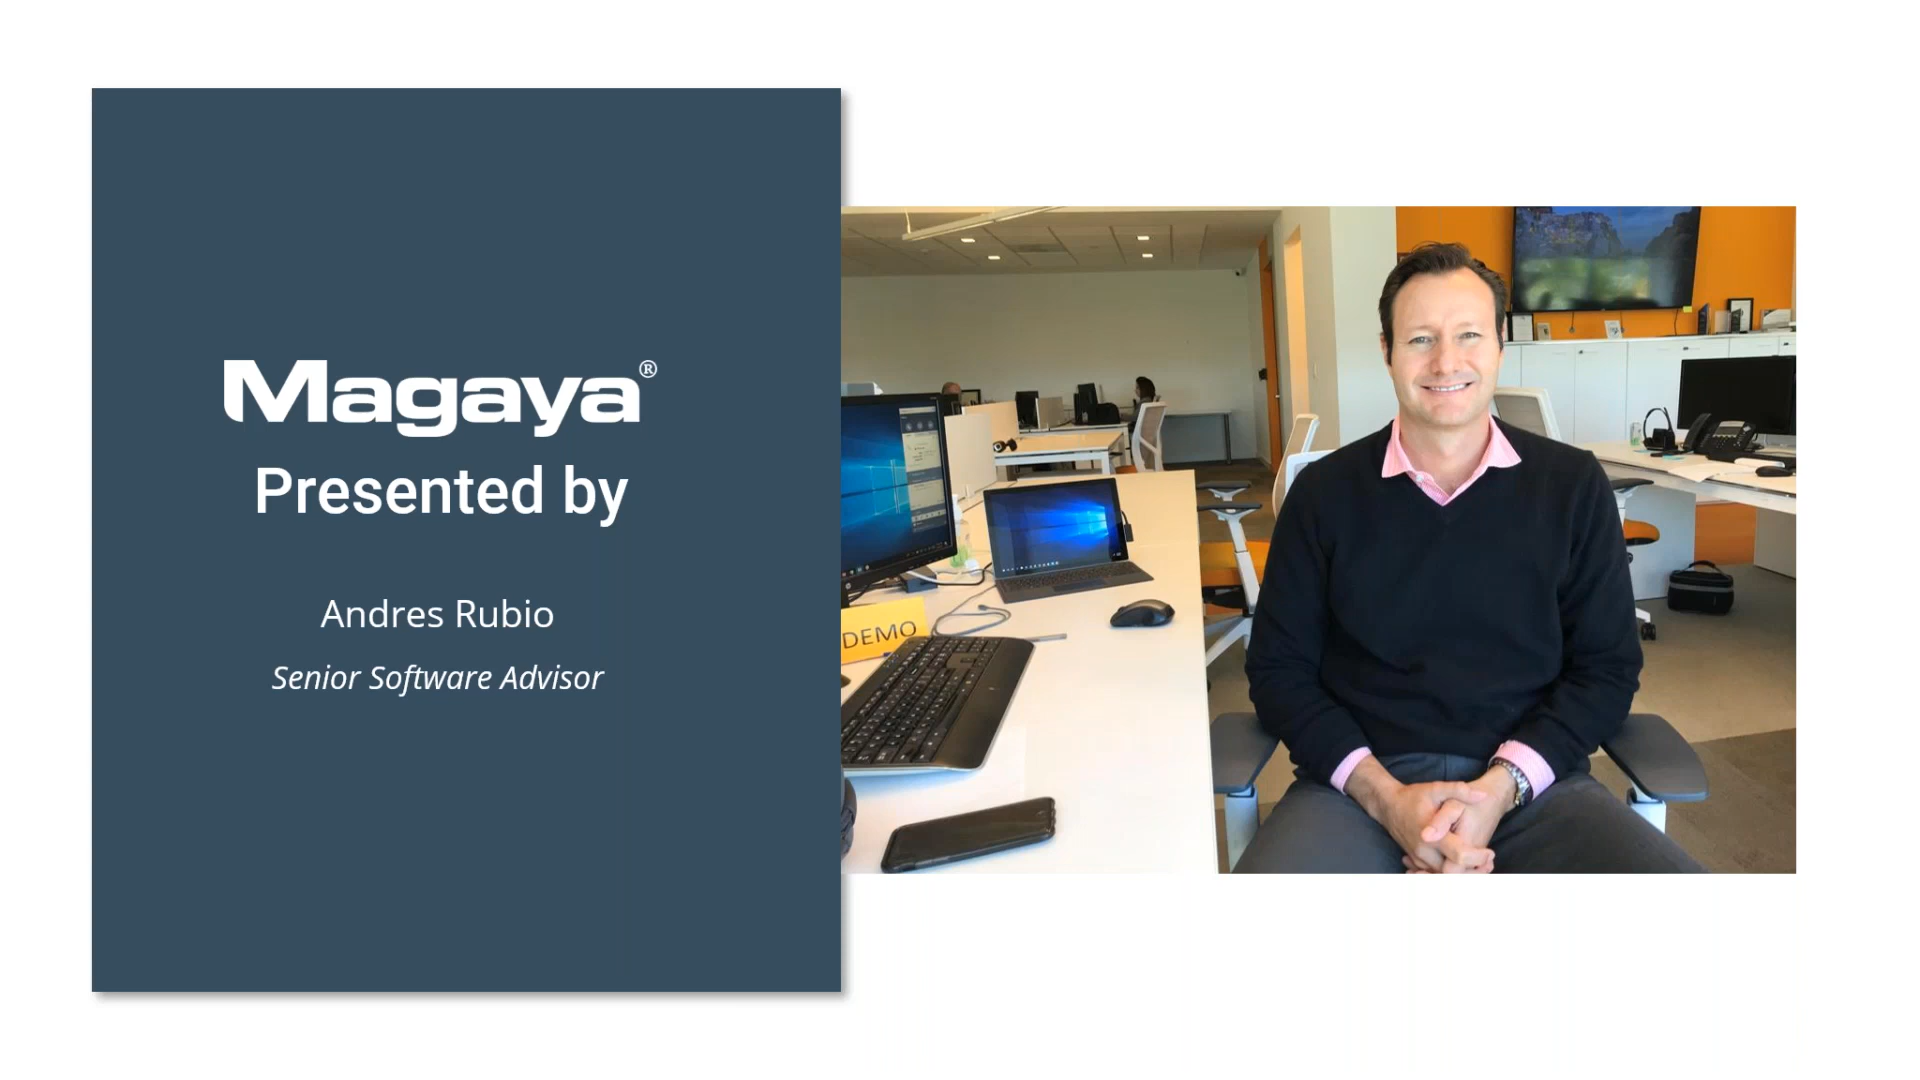 Magaya®
Presented by
Andres Rubio
Senior Software Advisor
DEMO